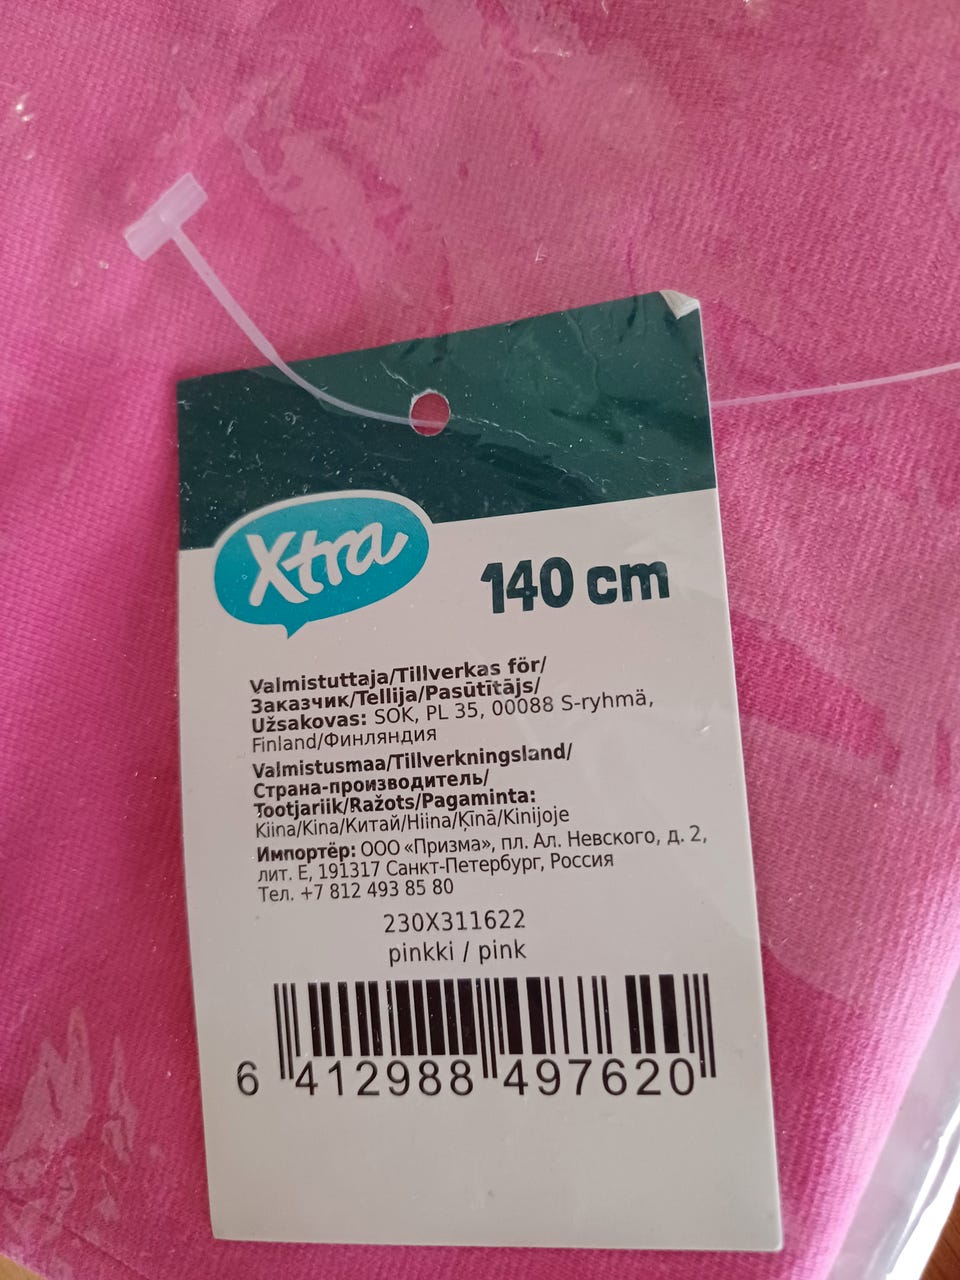 Xtra
140 cm
Valmistuttaja/Tillverkas för/
Заказчик/Tellija/Pasūtītājs/
Užsakovas: SOK, PL 35, 00088 S-ryhmä,
Finland/Финляндия
Valmistusmaa/Tillverkningsland/
Страна-производитель/
Tootjariik/Ražots/Pagaminta:
Kiina/Kina/Китай/Hiina/Ķīnā/Kinijoje
Импортёр: ООО «Призма», пл. Ал. Невского, д. 2,
лит. Е, 191317 Санкт-Петербург, Россия
Тел. +7 812 493 85 80
230X311622
pinkki / pink
6 412988 497620